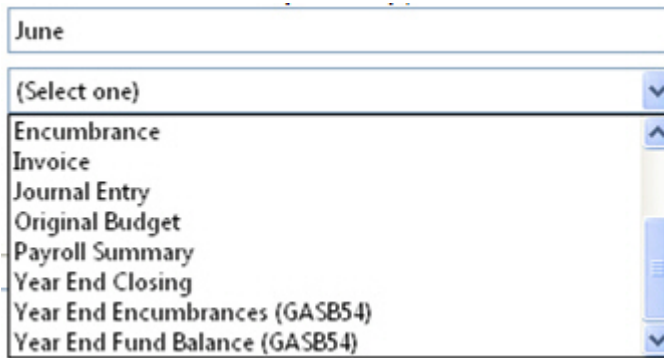 June
(Select one)
Encumbrance
Invoice
Journal Entry
Original Budget
Payroll Summary
Year End Closing
Year End Encumbrances (GASB54)
Year End Fund Balance (GASB54)